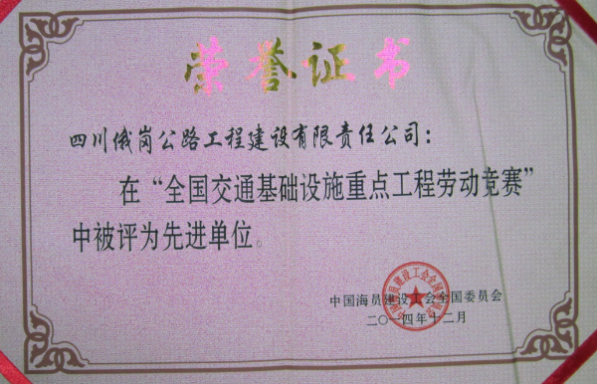 荣誉证书
四川俄岗公路工程建设有限责任公司：
在“全国交通基础设施重点工程劳动竞赛”
中被评为先进单位。
中国海员建设工会全国委员会
二〇一四年十二月